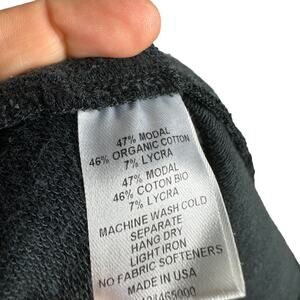 47% MODAL
46% ORGANIC COTTON
7% LYCRA
47% MODAL
46% COTON BIO
7% LYCRA
MACHINE WASH COLD
SEPARATE
HANG DRY
LIGHT IRON
NO FABRIC SOFTENERS
MADE IN USA